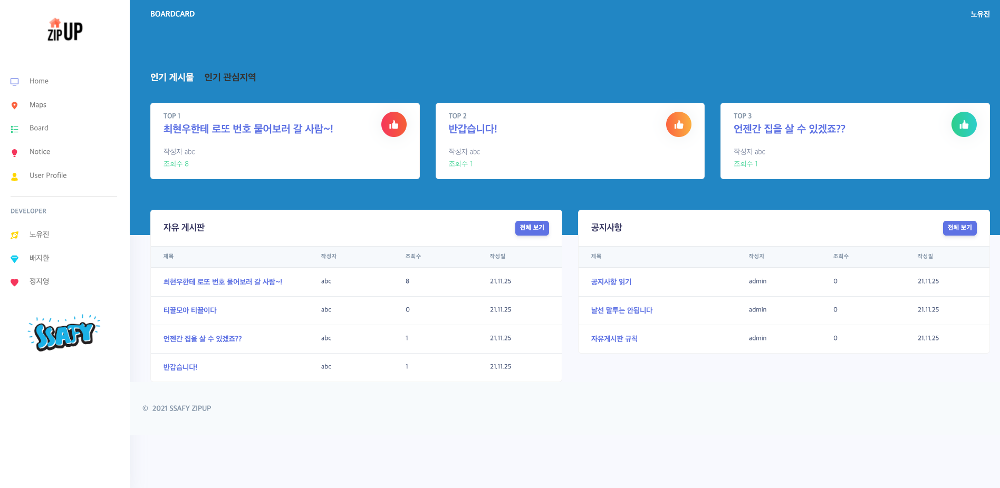 ZIP UP
Home
Maps
Board
Notice
User Profile
DEVELOPER
노유진
배지환
정지영
SSAFY
BOARDCARD
노유진
인기 게시물 인기 관심지역
TOP 1
최현우한테 로또 번호 물어보러 갈 사람~!
작성자 abc
조회수 8
TOP 2
반갑습니다!
작성자 abc
조회수 1
TOP 3
언젠간 집을 살 수 있겠죠??
작성자 abc
조회수 1
자유 게시판 전체 보기
제목 작성자 조회수 작성일
최현우한테 로또 번호 물어보러 갈 사람~! abc 8 21.11.25
티끌모아 티끌이다 abc 0 21.11.25
언젠간 집을 살 수 있겠죠?? abc 1 21.11.25
반갑습니다! abc 1 21.11.25
공지사항 전체 보기
제목 작성자 조회수 작성일
공지사항 읽기 admin 0 21.11.25
날선 말투는 안됩니다 admin 0 21.11.25
자유게시판 규칙 admin 0 21.11.25
© 2021 SSAFY ZIPUP